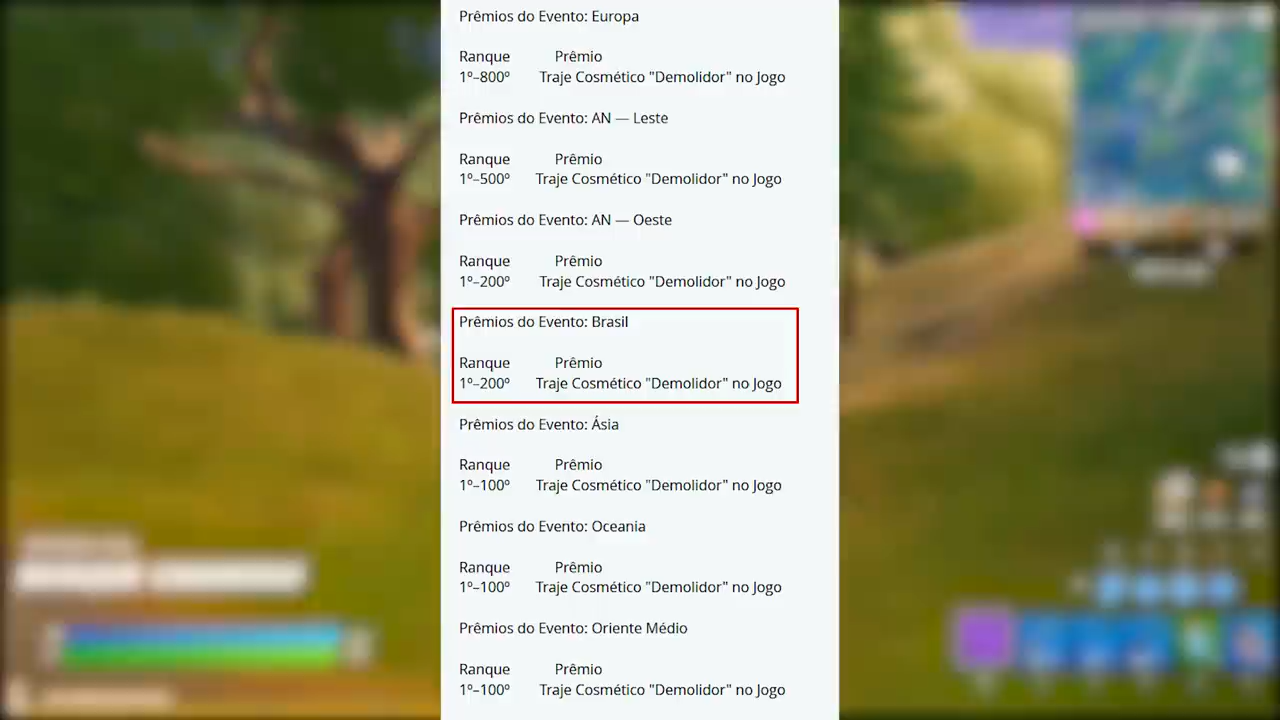 Prêmios do Evento: Europa
Ranque Prêmio
1º–800º Traje Cosmético "Demolidor" no Jogo
Prêmios do Evento: AN — Leste
Ranque Prêmio
1º–500º Traje Cosmético "Demolidor" no Jogo
Prêmios do Evento: AN — Oeste
Ranque Prêmio
1º–200º Traje Cosmético "Demolidor" no Jogo
Prêmios do Evento: Brasil
Ranque Prêmio
1º–200º Traje Cosmético "Demolidor" no Jogo
Prêmios do Evento: Ásia
Ranque Prêmio
1º–100º Traje Cosmético "Demolidor" no Jogo
Prêmios do Evento: Oceania
Ranque Prêmio
1º–100º Traje Cosmético "Demolidor" no Jogo
Prêmios do Evento: Oriente Médio
Ranque Prêmio
1º–100º Traje Cosmético "Demolidor" no Jogo